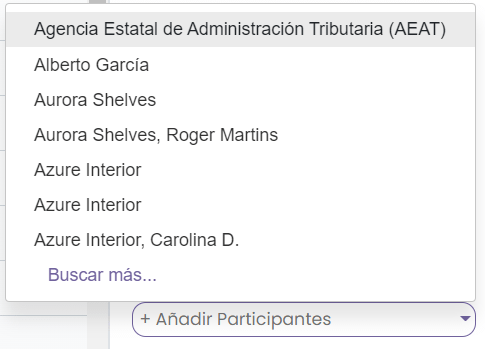 Agencia Estatal de Administración Tributaria (AEAT)
Alberto García
Aurora Shelves
Aurora Shelves, Roger Martins
Azure Interior
Azure Interior
Azure Interior, Carolina D.
Buscar más...
+ Añadir Participantes